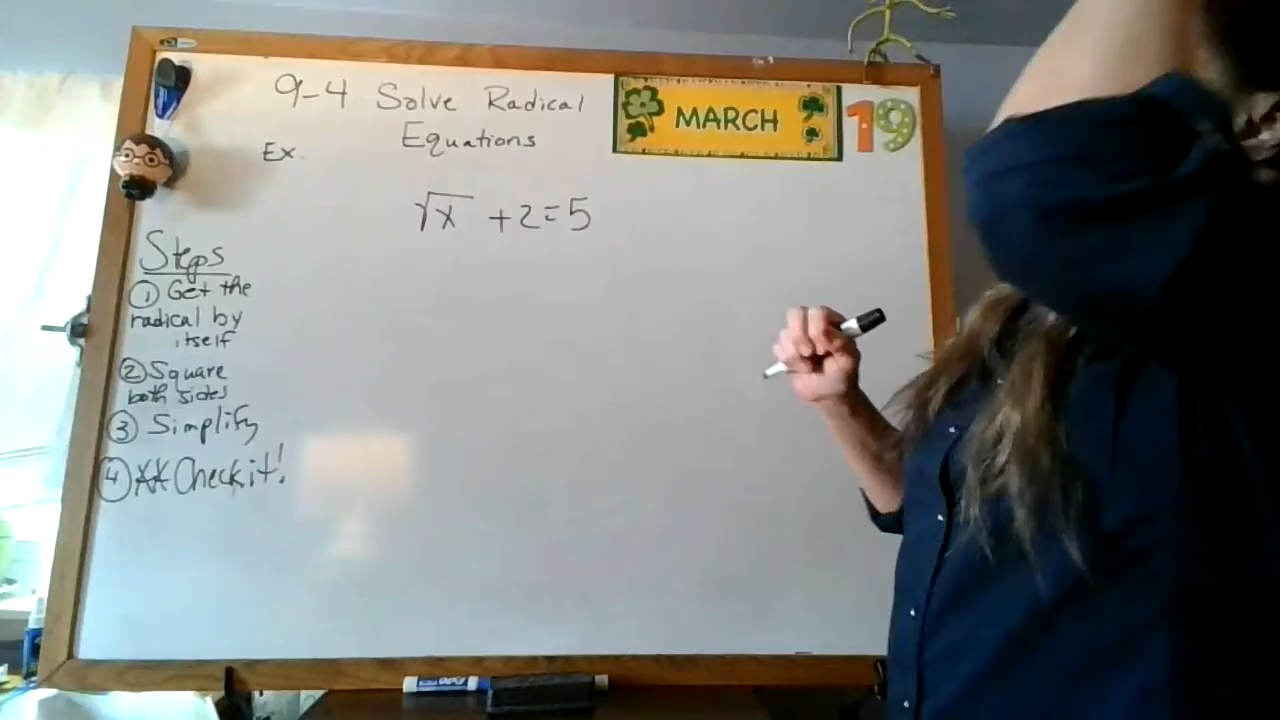 9-4 Solve Radical
Equations
MARCH
19
Ex.
√x +2=5
Steps
① Get the
radical by
itself
② Square
both sides
③ Simplify
④ ** Check it!
EXPO